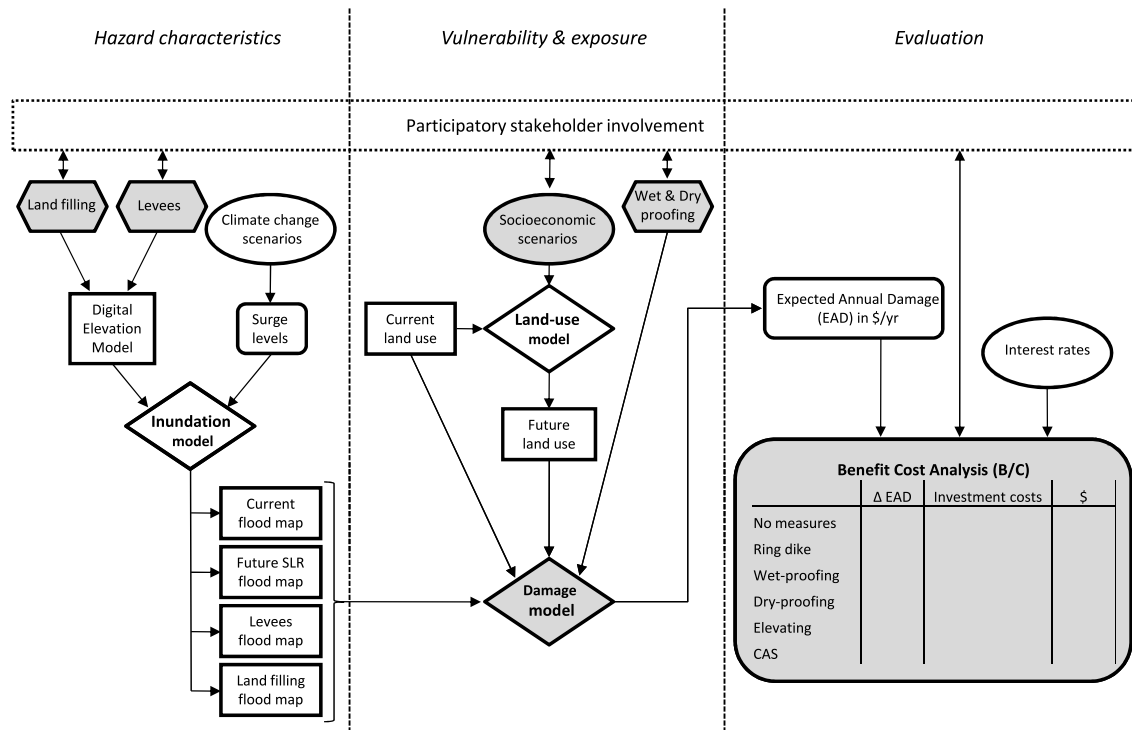 Hazard characteristics
Vulnerability & exposure
Evaluation
Participatory stakeholder involvement
Land filling
Levees
Climate change
scenarios
Digital
Elevation
Model
Surge
levels
Inundation
model
Current
flood map
Future SLR
flood map
Levees
flood map
Land filling
flood map
Socioeconomic
scenarios
Wet & Dry
proofing
Current
land use
Land-use
model
Future
land use
Damage
model
Expected Annual Damage
(EAD) in $/yr
Interest rates
Benefit Cost Analysis (B/C)
Δ EAD Investment costs $
No measures
Ring dike
Wet-proofing
Dry-proofing
Elevating
CAS